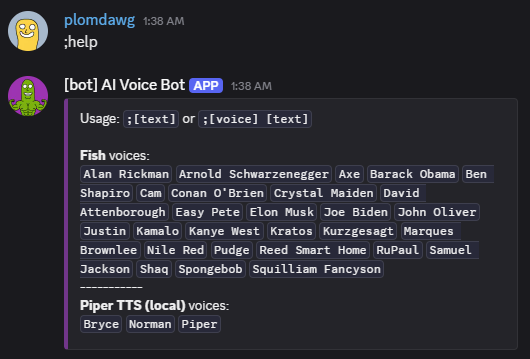 plomdawg 1:38 AM
;help
[bot] AI Voice Bot APP 1:38 AM
Usage: ;[text] or ;[voice] [text]
Fish voices:
Alan Rickman Arnold Schwarzenegger Axe Barack Obama Ben
Shapiro Cam Conan O'Brien Crystal Maiden David
Attenborough Easy Pete Elon Musk Joe Biden John Oliver
Justin Kamalo Kanye West Kratos Kurzgesagt Marques
Brownlee Nile Red Pudge Reed Smart Home RuPaul Samuel
Jackson Shaq Spongebob Squilliam Fancyson
-----------
Piper TTS (local) voices:
Bryce Norman Piper